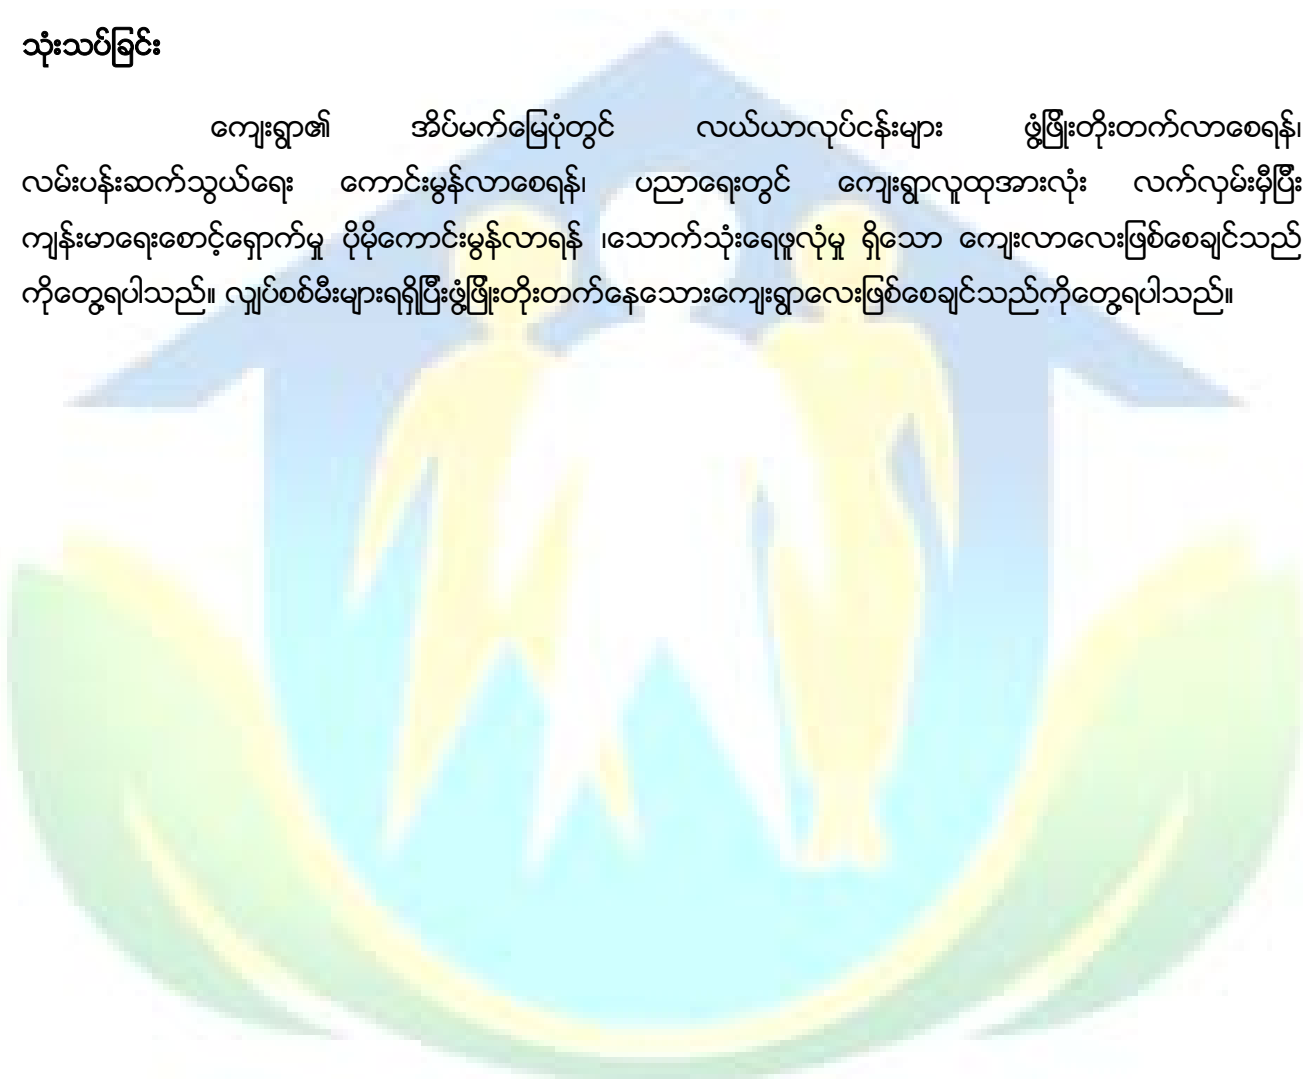 သုံးသပ်ခြင်း
ကျေးရွာ၏ အိပ်မက်မြေပုံတွင် လယ်ယာလုပ်ငန်းများ ဖွံ့ဖြိုးတိုးတက်လာစေရန်၊
လမ်းပန်းဆက်သွယ်ရေး ကောင်းမွန်လာစေရန်၊ ပညာရေးတွင် ကျေးရွာလူထုအားလုံး လက်လှမ်းမှီပြီး
ကျန်းမာရေးစောင့်ရှောက်မှု ပိုမိုကောင်းမွန်လာရန် ၊သောက်သုံးရေဖူလုံမှု ရှိသော ကျေးလာလေးဖြစ်စေချင်သည်
ကိုတွေ့ရပါသည်။ လျှပ်စစ်မီးများရရှိပြီးဖွံ့ဖြိုးတိုးတက်နေသားကျေးရွာလေးဖြစ်စေချင်သည်ကိုတွေ့ရပါသည်။